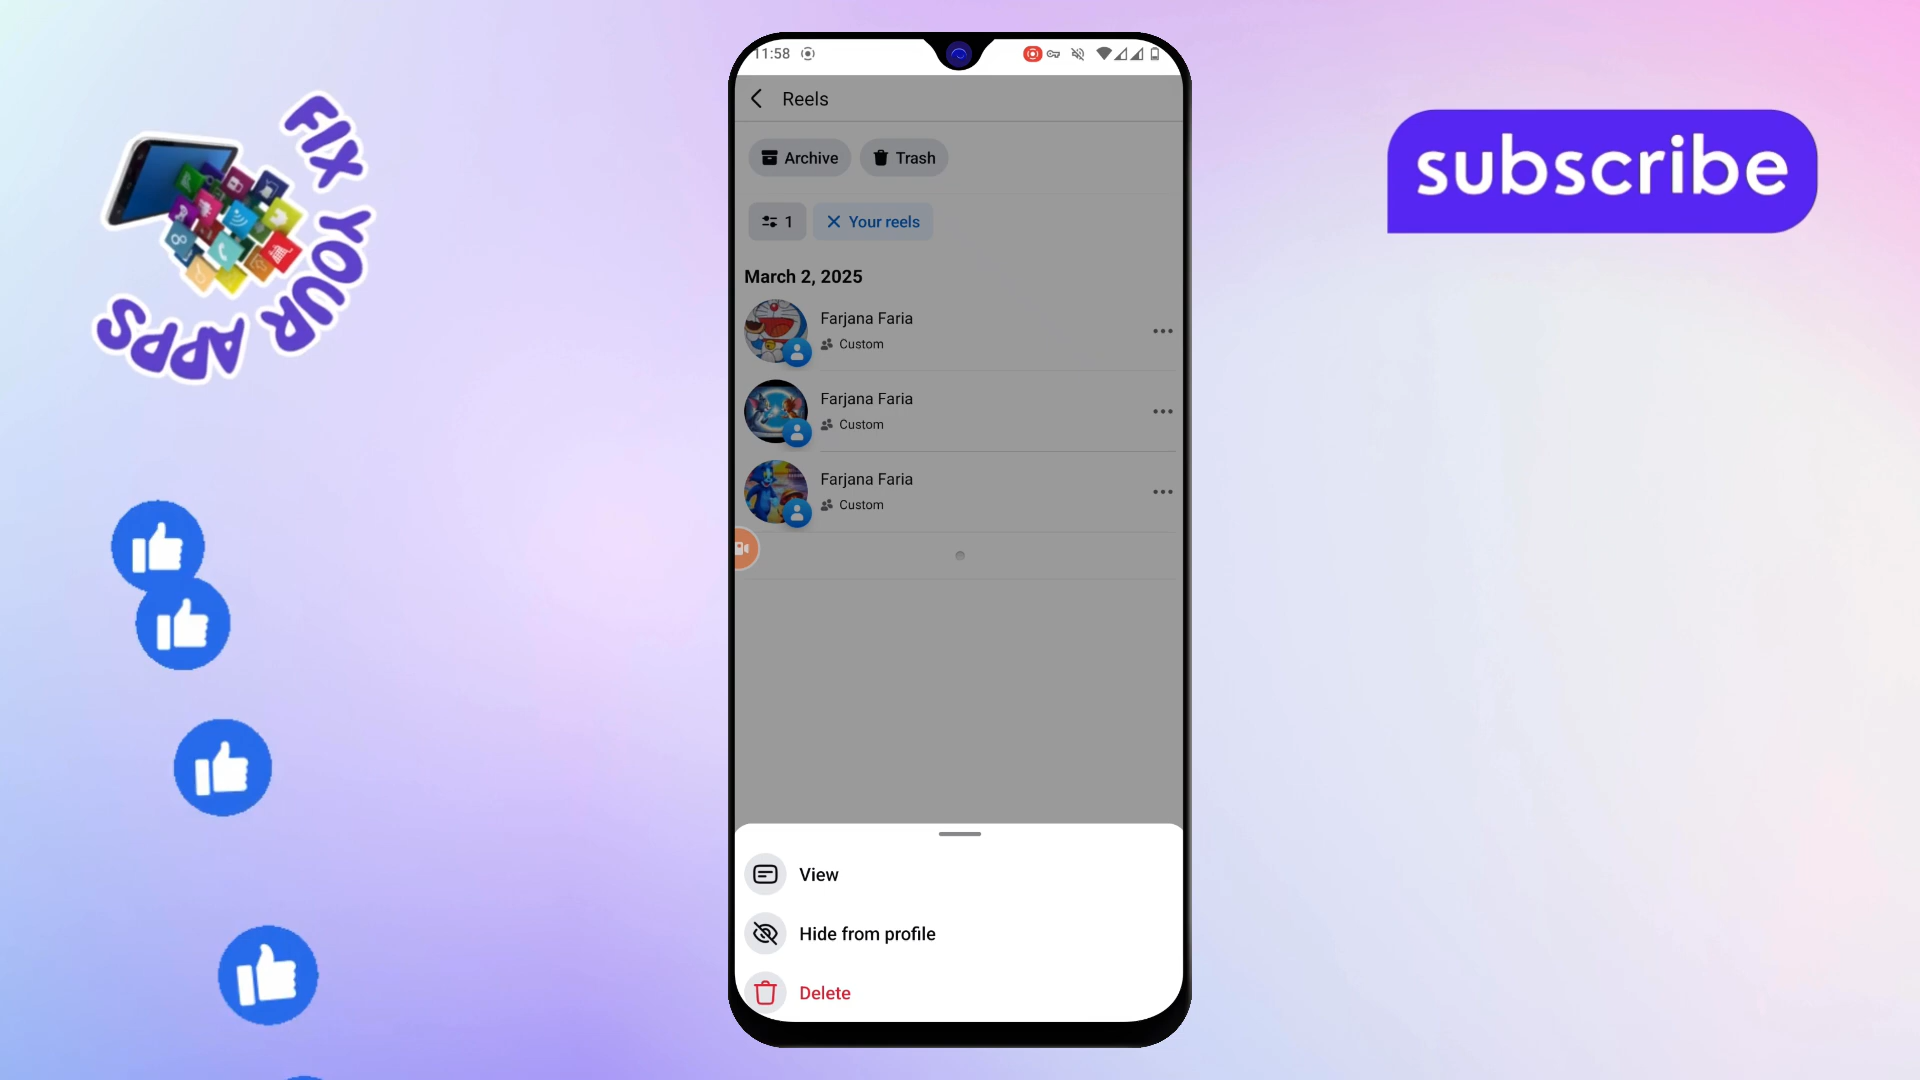 FIX YOUR APPS
subscribe
11:58
Reels
Archive
Trash
1
Your reels
March 2, 2025
Farjana Faria
Custom
Farjana Faria
Custom
Farjana Faria
Custom
View
Hide from profile
Delete